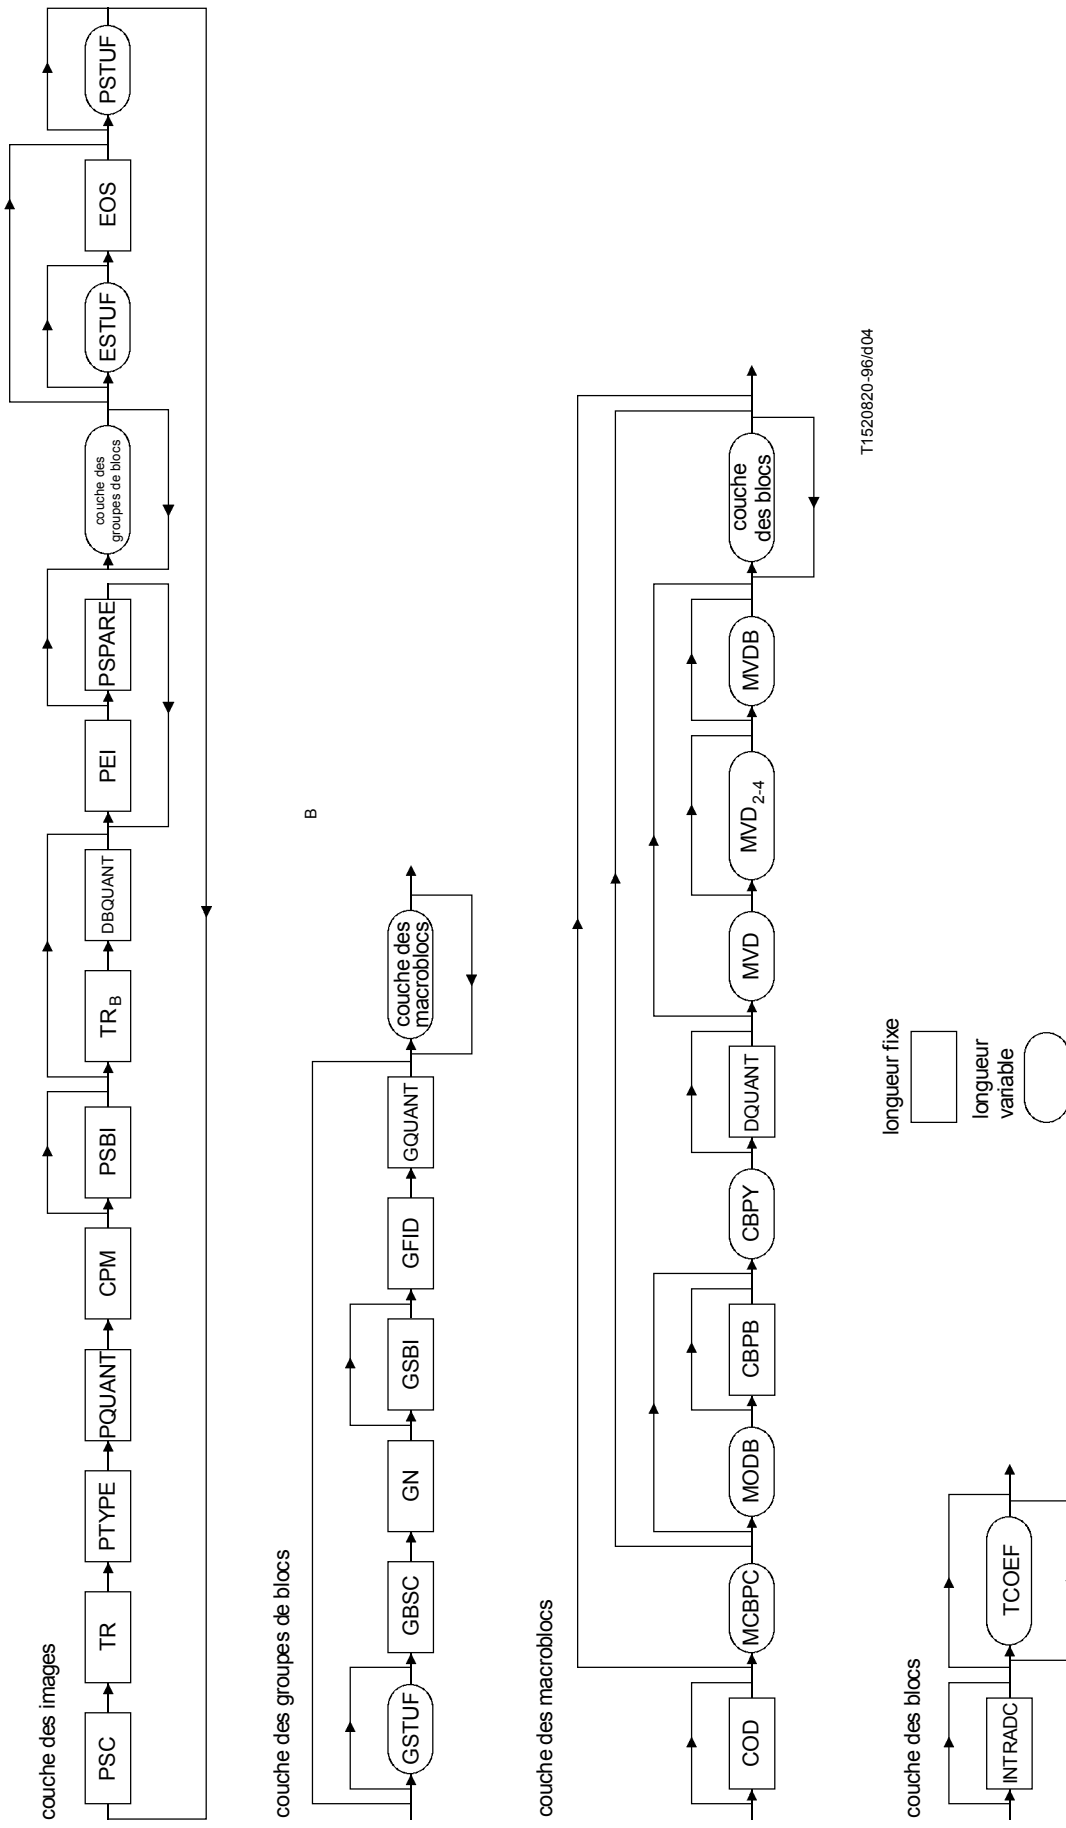 couche des images
PSC
TR
PTYPE
PQUANT
CPM
PSBI
TRB
DBQUANT
PEI
PSPARE
couche des
groupes de blocs
ESTUF
EOS
PSTUF
couche des groupes de blocs
GSTUF
GBSC
GN
GSBI
GFID
GQUANT
couche des
macroblocs
B
couche des macroblocs
COD
MCBPC
MODB
CBPB
CBPY
DQUANT
MVD
MVD2-4
MVDB
couche
des blocs
T1520820-96/d04
couche des blocs
INTRADC
TCOEF
longueur fixe
longueur
variable